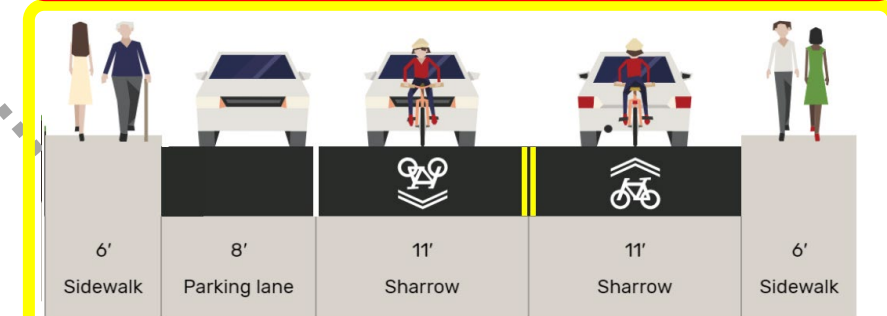 6’ 8’ 11’ 11’ 6’
Sidewalk Parking lane Sharrow Sharrow Sidewalk